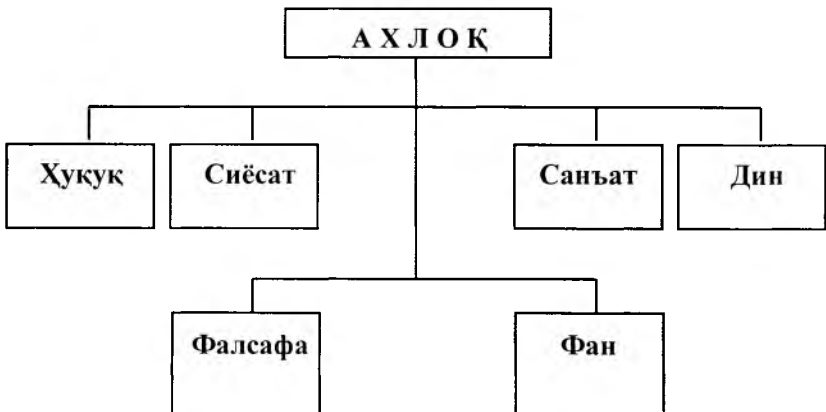 А Х Л О Қ
Ҳуқуқ
Сиёсат
Санъат
Дин
Фалсафа
Фан